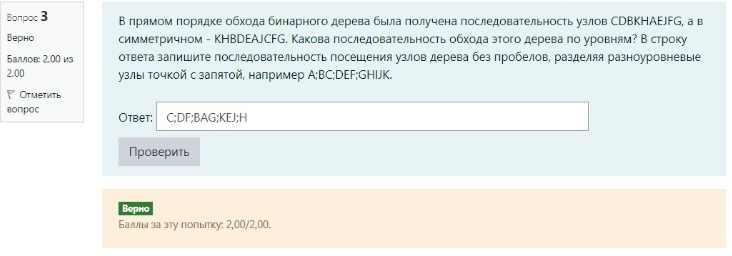 Вопрос 3
Верно
Баллов: 2,00 из
2,00
Отметить
вопрос
В прямом порядке обхода бинарного дерева была получена последовательность узлов CDBKHAEJFG, а в
симметричном - KHBDEAJCFG. Какова последовательность обхода этого дерева по уровням? В строку
ответа запишите последовательность посещения узлов дерева без пробелов, разделяя разноуровневые
узлы точкой с запятой, например A;BC;DEF;GHIJK.
Ответ: C;DF;BAG;KEJ;H
Проверить
Верно
Баллы за эту попытку: 2,00/2,00.